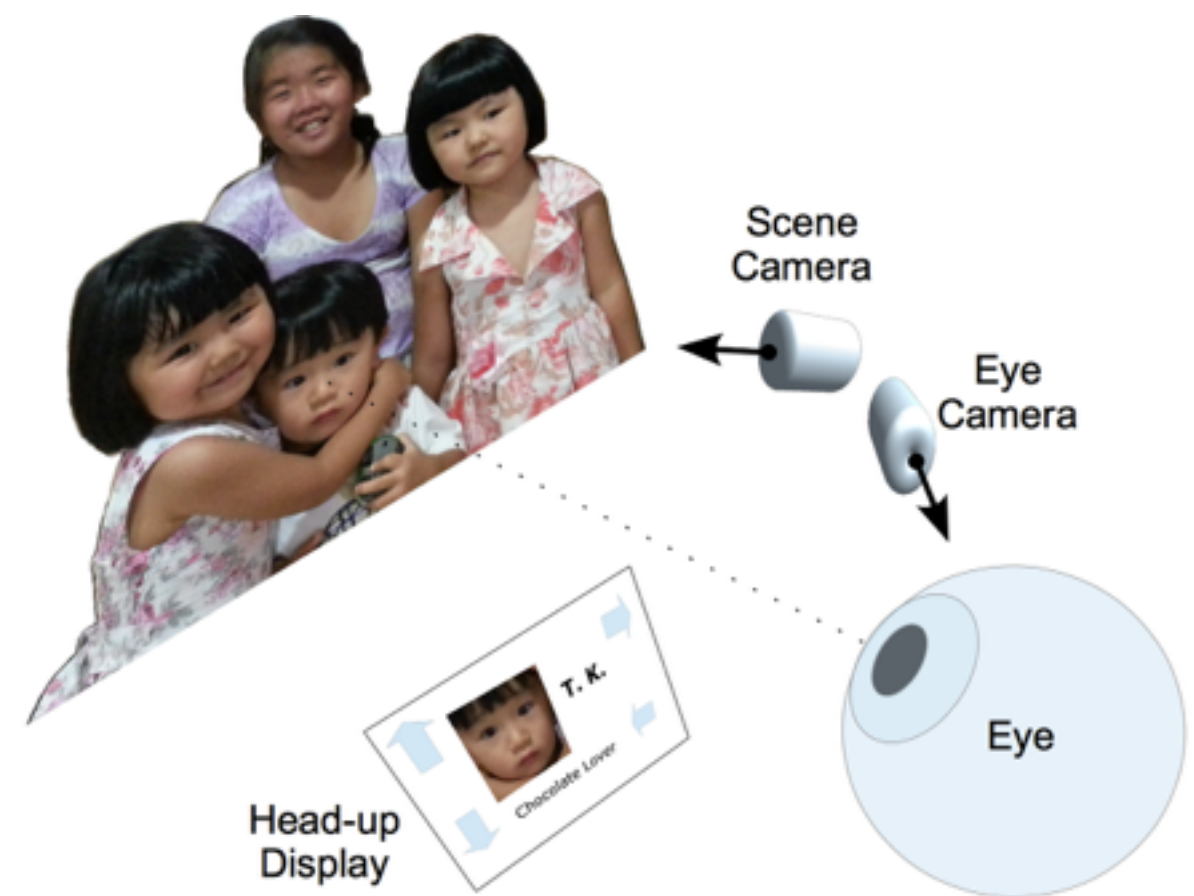 Scene
Camera
Eye
Camera
T. K.
Chocolate Lover
Eye
Head-up
Display